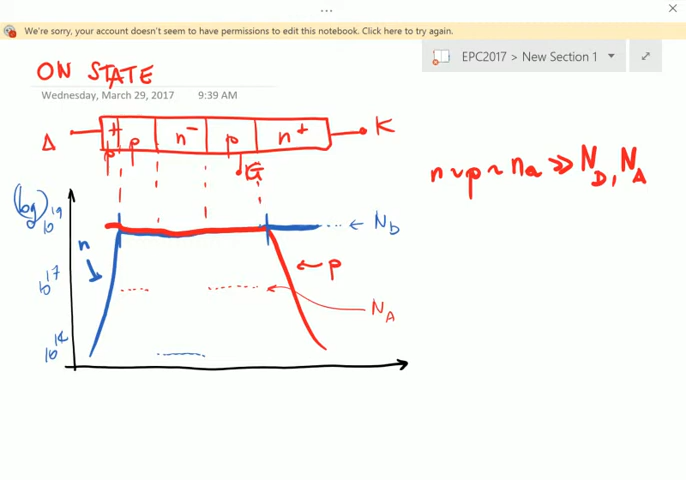 We're sorry, your account doesn't seem to have permissions to edit this notebook. Click here to try again.
EPC2017 > New Section 1
ON STATE
Wednesday, March 29, 2017 9:39 AM
A p+ p n- p n+ K
G
n ~ p ~ na >> ND, NA
(log)
10^19
ND
n
p
10^17
NA
10^14